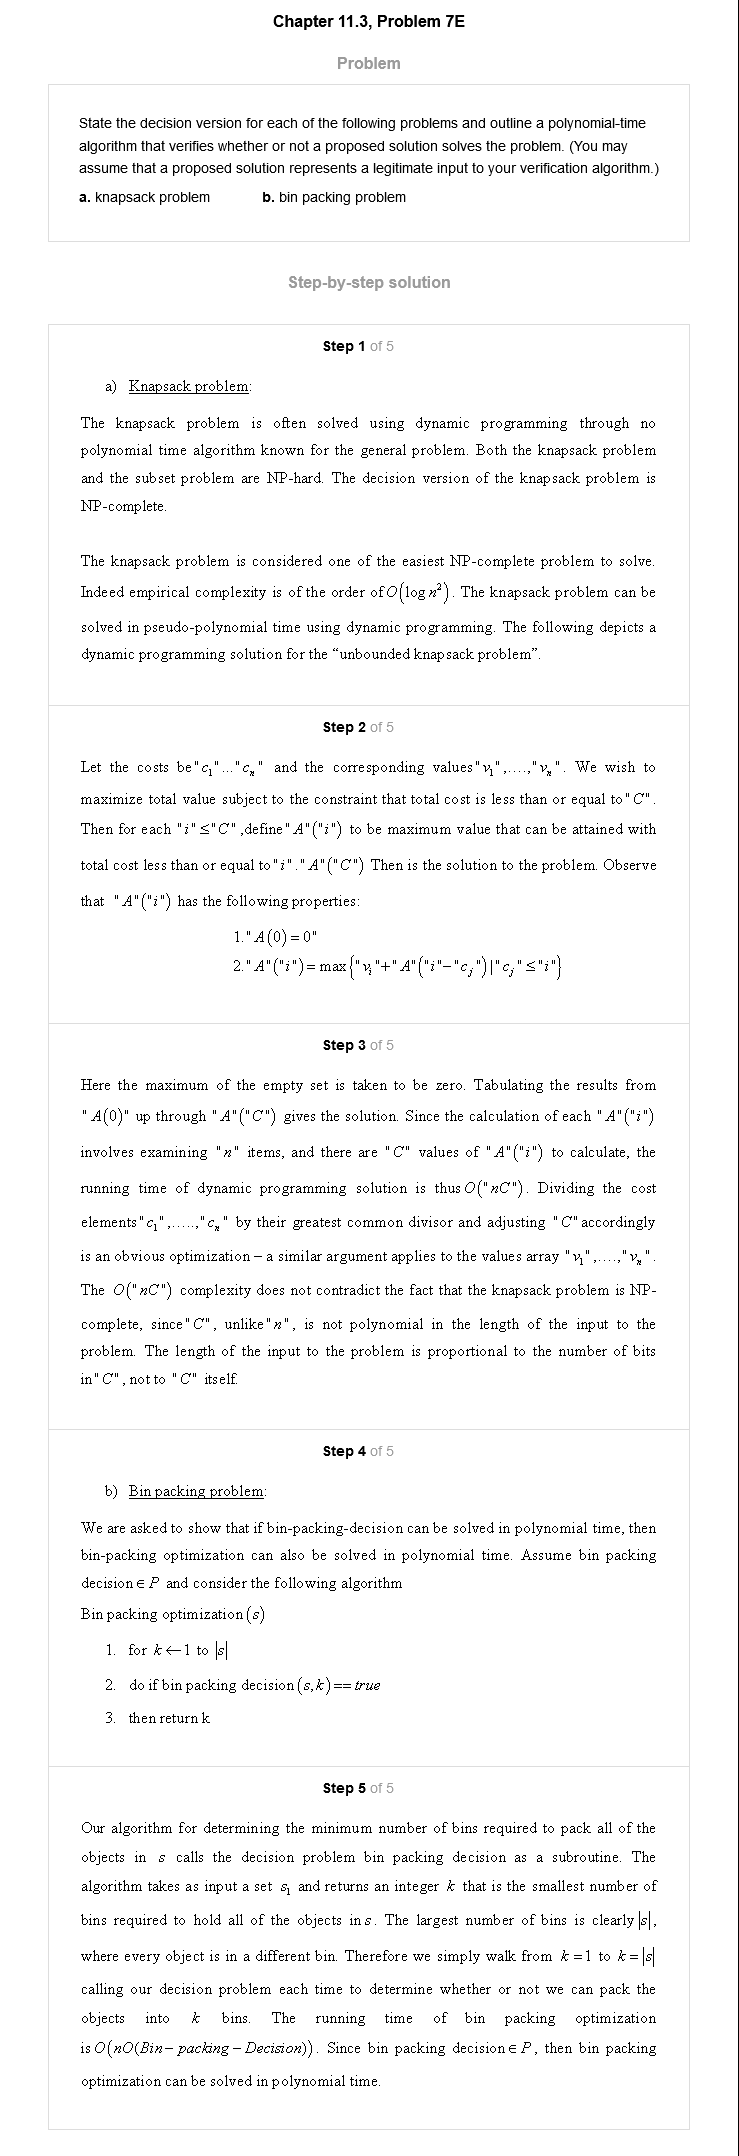 Chapter 11.3, Problem 7E
Problem
State the decision version for each of the following problems and outline a polynomial-time
algorithm that verifies whether or not a proposed solution solves the problem. (You may
assume that a proposed solution represents a legitimate input to your verification algorithm.)
a. knapsack problem b. bin packing problem
Step-by-step solution
Step 1 of 5
a) Knapsack problem:
The knapsack problem is often solved using dynamic programming through no
polynomial time algorithm known for the general problem. Both the knapsack problem
and the subset problem are NP-hard. The decision version of the knapsack problem is
NP-complete.
The knapsack problem is considered one of the easiest NP-complete problem to solve.
Indeed empirical complexity is of the order of O(log n²). The knapsack problem can be
solved in pseudo-polynomial time using dynamic programming. The following depicts a
dynamic programming solution for the “unbounded knapsack problem”.
Step 2 of 5
Let the costs be "c₁"..."cₙ" and the corresponding values "v₁",....,"vₙ". We wish to
maximize total value subject to the constraint that total cost is less than or equal to "C".
Then for each "i" ≤ "C", define "A"("i") to be maximum value that can be attained with
total cost less than or equal to "i". "A"("C") Then is the solution to the problem. Observe
that "A"("i") has the following properties:
1."A(0) = 0"
2."A"("i") = max{"vᵢ"+"A"("i"−"cⱼ")|"cⱼ"≤"i"}
Step 3 of 5
Here the maximum of the empty set is taken to be zero. Tabulating the results from
"A(0)" up through "A"("C") gives the solution. Since the calculation of each "A"("i")
involves examining "n" items, and there are "C" values of "A"("i") to calculate, the
running time of dynamic programming solution is thus O("nC"). Dividing the cost
elements "c₁",.....,"cₙ" by their greatest common divisor and adjusting "C" accordingly
is an obvious optimization – a similar argument applies to the values array "v₁",....,"vₙ".
The O("nC") complexity does not contradict the fact that the knapsack problem is NP-
complete, since "C", unlike "n", is not polynomial in the length of the input to the
problem. The length of the input to the problem is proportional to the number of bits
in "C", not to "C" itself.
Step 4 of 5
b) Bin packing problem:
We are asked to show that if bin-packing-decision can be solved in polynomial time, then
bin-packing optimization can also be solved in polynomial time. Assume bin packing
decision ∈ P and consider the following algorithm
Bin packing optimization (s)
1. for k ← 1 to |s|
2. do if bin packing decision (s,k) == true
3. then return k
Step 5 of 5
Our algorithm for determining the minimum number of bins required to pack all of the
objects in s calls the decision problem bin packing decision as a subroutine. The
algorithm takes as input a set s₁ and returns an integer k that is the smallest number of
bins required to hold all of the objects in s. The largest number of bins is clearly |s|,
where every object is in a different bin. Therefore we simply walk from k = 1 to k = |s|
calling our decision problem each time to determine whether or not we can pack the
objects into k bins. The running time of bin packing optimization
is O(nO(Bin − packing − Decision)). Since bin packing decision ∈ P, then bin packing
optimization can be solved in polynomial time.